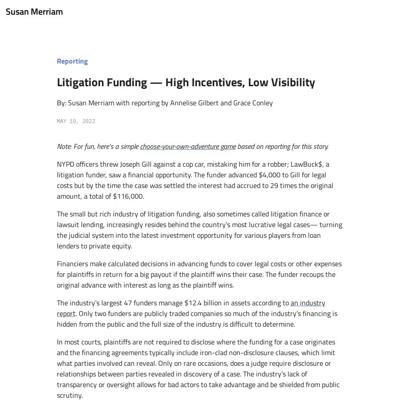 Susan Merriam
Reporting
Litigation Funding — High Incentives, Low Visibility
By: Susan Merriam with reporting by Annelise Gilbert and Grace Conley
MAY 10, 2022
Note: For fun, here's a simple choose-your-own-adventure game based on reporting for this story.
NYPD officers threw Joseph Gill against a cop car, mistaking him for a robber; LawBuck$, a
litigation funder, saw a financial opportunity. The funder advanced $4,000 to Gill for legal
costs but by the time the case was settled the interest had accrued to 29 times the original
amount, a total of $116,000.
The small but rich industry of litigation funding, also sometimes called litigation finance or
lawsuit lending, increasingly resides behind the country's most lucrative legal cases— turning
the judicial system into the latest investment opportunity for various players from loan
lenders to private equity.
Financiers make calculated decisions in advancing funds to cover legal costs or other expenses
for plaintiffs in return for a big payout if the plaintiff wins their case. The funder recoups the
original advance with interest as long as the plaintiff wins.
The industry's largest 47 funders manage $12.4 billion in assets according to an industry
report. Only two funders are publicly traded companies so much of the industry's financing is
hidden from the public and the full size of the industry is difficult to determine.
In most courts, plaintiffs are not required to disclose where the funding for a case originates
and the financing agreements typically include iron-clad non-disclosure clauses, which limit
what parties involved can reveal. Only on rare occasions, does a judge require disclosure or
relationships between parties revealed in discovery of a case. The industry's lack of
transparency or oversight allows for bad actors to take advantage and be shielded from public
scrutiny.